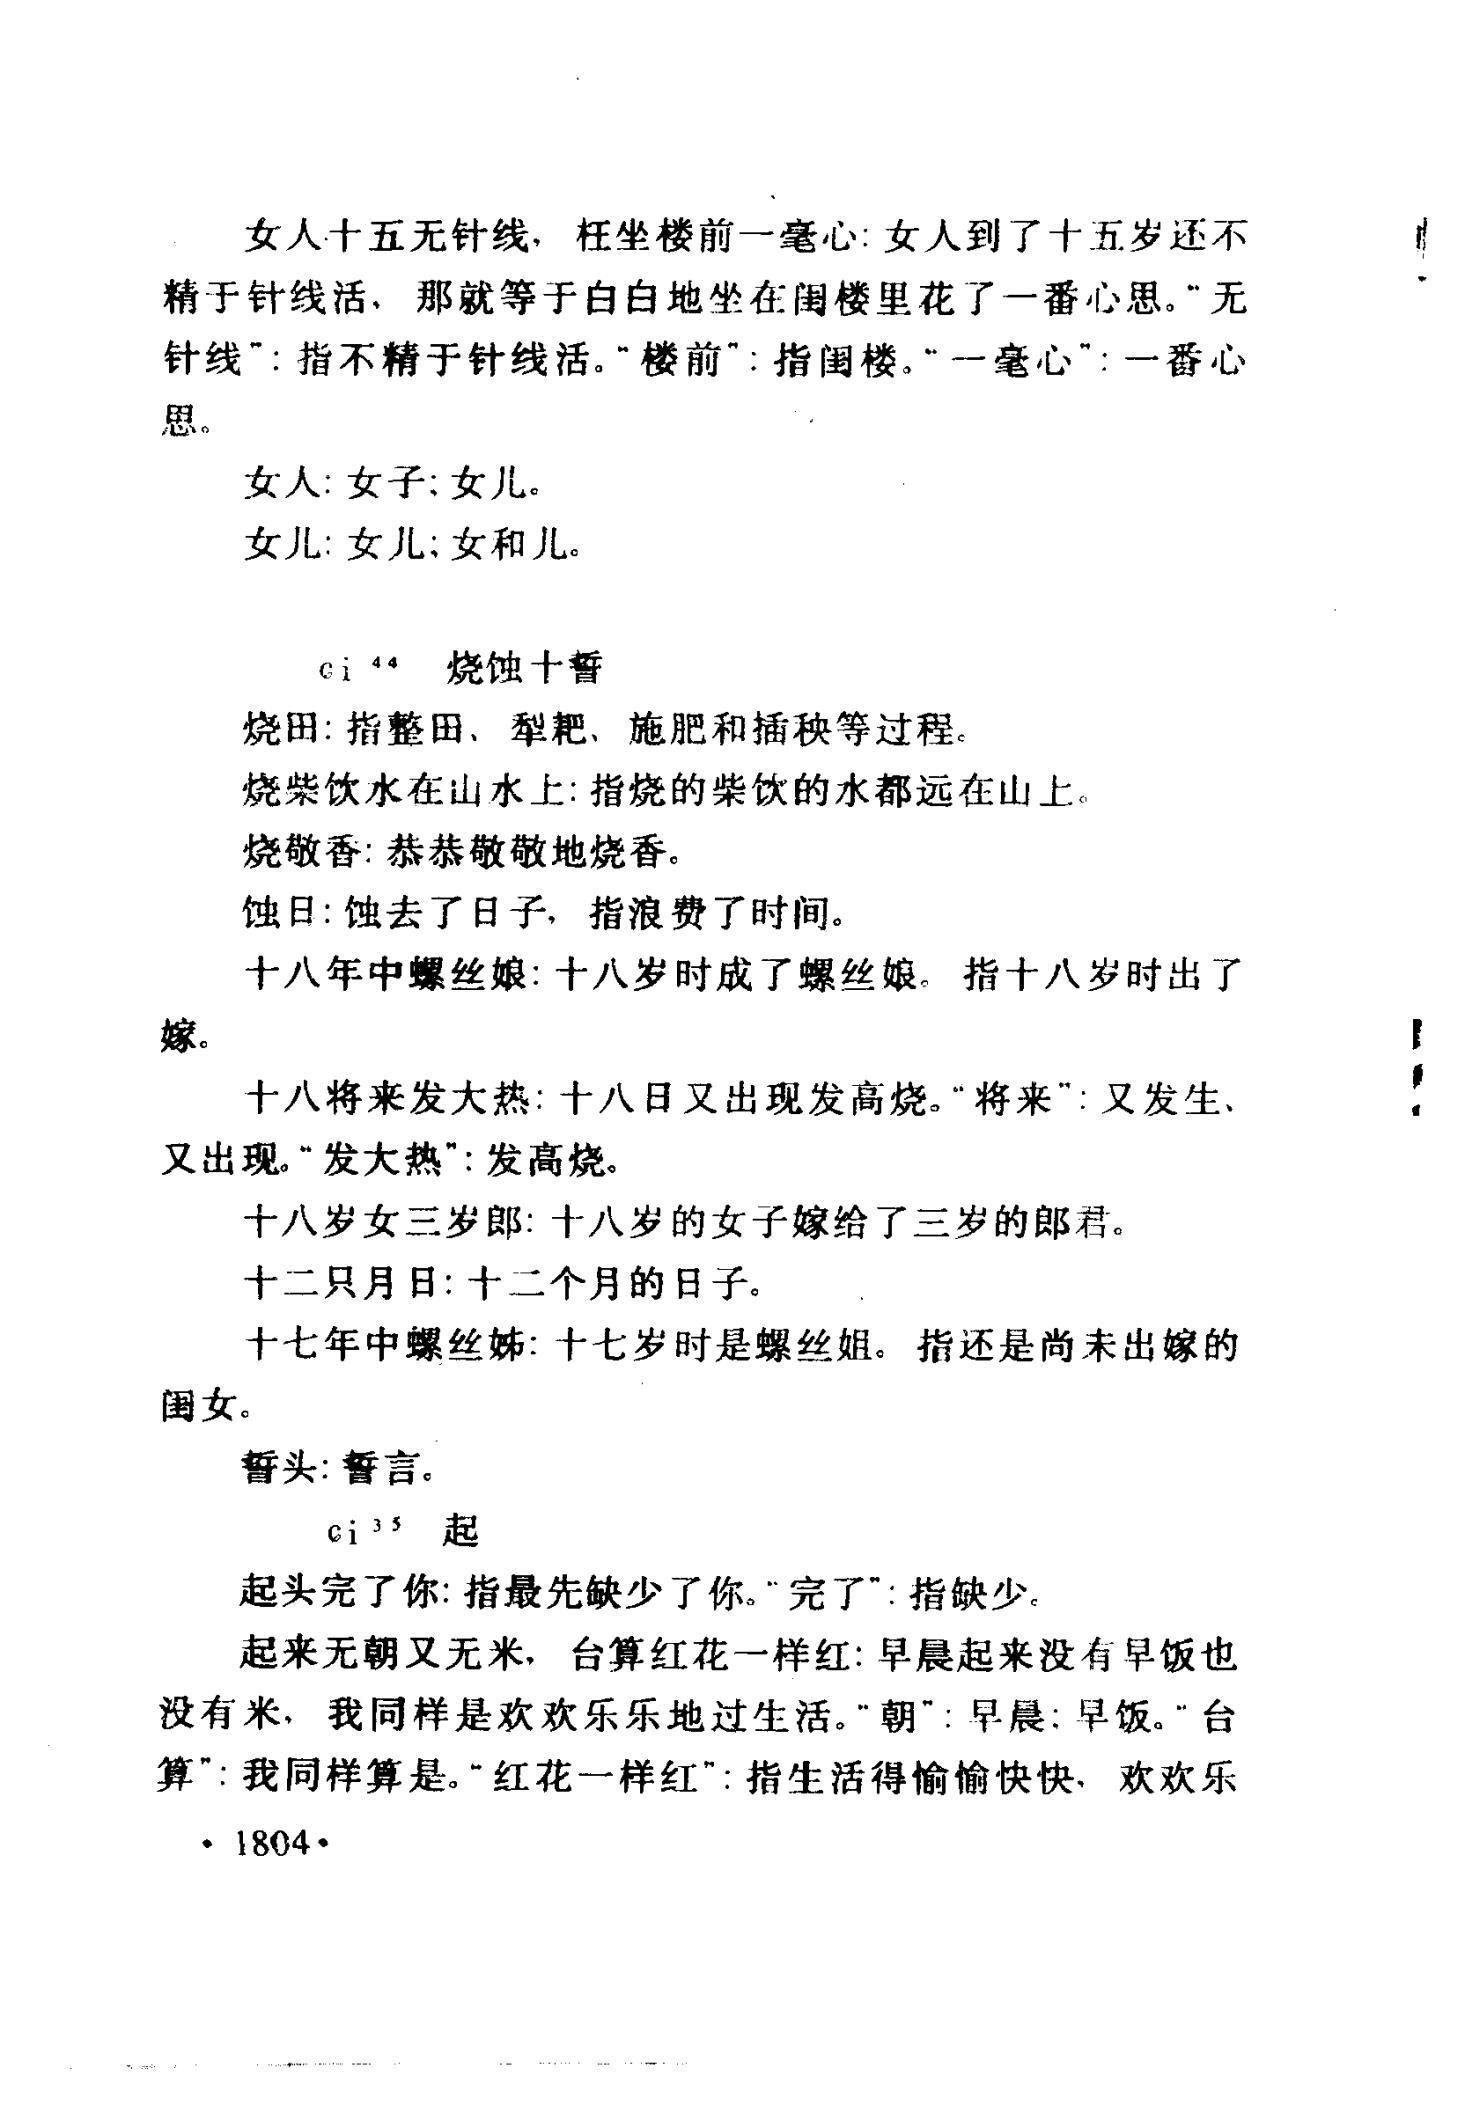 女人十五无针线，枉坐楼前一毫心：女人到了十五岁还不
精于针线活，那就等于白白地坐在闺楼里花了一番心思。“无
针线”：指不精于针线活。“楼前”：指闺楼。“一毫心”：一番心
思。
女人：女子；女儿。
女儿：女儿；女和儿。
ɕi⁴⁴ 烧蚀十誓
烧田：指整田、犁耙、施肥和插秧等过程。
烧柴饮水在山水上：指烧的柴饮的水都远在山上。
烧敬香：恭恭敬敬地烧香。
蚀日：蚀去了日子，指浪费了时间。
十八年中螺丝娘：十八岁时成了螺丝娘。指十八岁时出了
嫁。
十八将来发大热：十八日又出现发高烧。“将来”：又发生、
又出现。“发大热”：发高烧。
十八岁女三岁郎：十八岁的女子嫁给了三岁的郎君。
十二只月日：十二个月的日子。
十七年中螺丝姊：十七岁时是螺丝姐。指还是尚未出嫁的
闺女。
誓头：誓言。
ɕi³⁵ 起
起头完了你：指最先缺少了你。“完了”：指缺少。
起来无朝又无米，台算红花一样红：早晨起来没有早饭也
没有米，我同样是欢欢乐乐地过生活。“朝”：早晨；早饭。“台
算”：我同样算是。“红花一样红”：指生活得愉愉快快，欢欢乐
·1804·